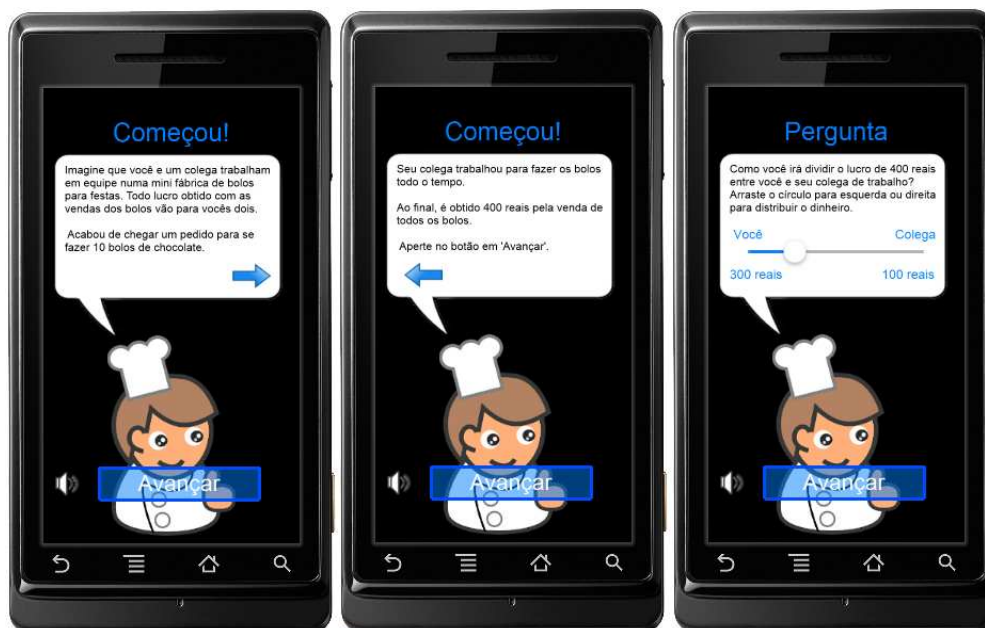 Começou!
Imagine que você e um colega trabalham
em equipe numa mini fábrica de bolos
para festas. Todo lucro obtido com as
vendas dos bolos vão para vocês dois.
Acabou de chegar um pedido para se
fazer 10 bolos de chocolate.
Avançar
Começou!
Seu colega trabalhou para fazer os bolos
todo o tempo.
Ao final, é obtido 400 reais pela venda de
todos os bolos.
Aperte no botão em 'Avançar'.
Avançar
Pergunta
Como você irá dividir o lucro de 400 reais
entre você e seu colega de trabalho?
Arraste o círculo para esquerda ou direita
para distribuir o dinheiro.
Você Colega
300 reais 100 reais
Avançar